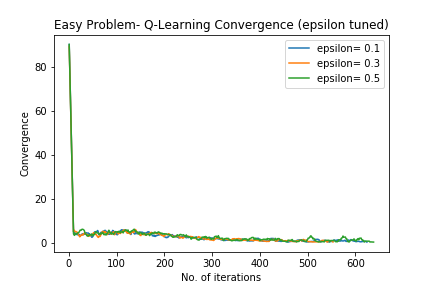 Easy Problem- Q-Learning Convergence (epsilon tuned)
epsilon= 0.1
epsilon= 0.3
epsilon= 0.5
Convergence
80
60
40
20
0
0 100 200 300 400 500 600
No. of iterations